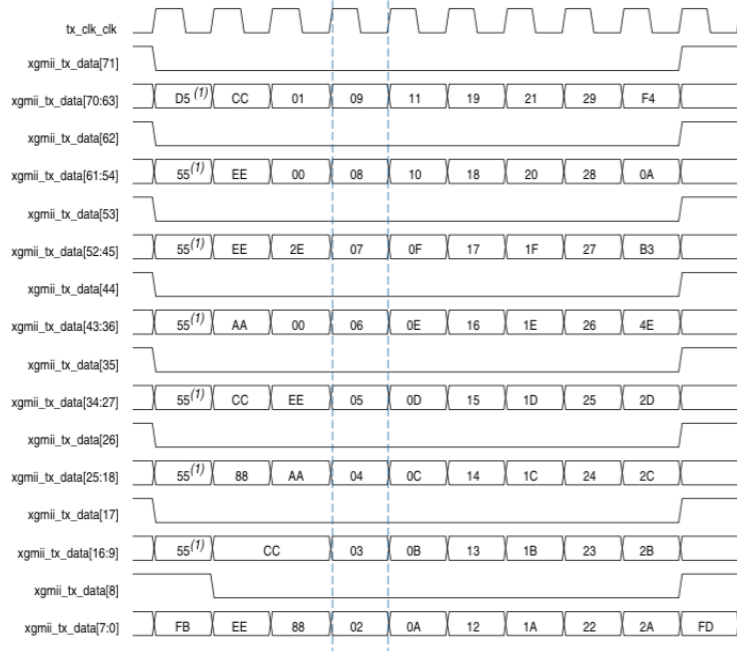 tx_clk_clk
xgmii_tx_data[71]
xgmii_tx_data[70:63] D5 (1) CC 01 09 11 19 21 29 F4
xgmii_tx_data[62]
xgmii_tx_data[61:54] 55(1) EE 00 08 10 18 20 28 0A
xgmii_tx_data[53]
xgmii_tx_data[52:45] 55(1) EE 2E 07 0F 17 1F 27 B3
xgmii_tx_data[44]
xgmii_tx_data[43:36] 55(1) AA 00 06 0E 16 1E 26 4E
xgmii_tx_data[35]
xgmii_tx_data[34:27] 55(1) CC EE 05 0D 15 1D 25 2D
xgmii_tx_data[26]
xgmii_tx_data[25:18] 55(1) 88 AA 04 0C 14 1C 24 2C
xgmii_tx_data[17]
xgmii_tx_data[16:9] 55(1) CC 03 0B 13 1B 23 2B
xgmii_tx_data[8]
xgmii_tx_data[7:0] FB EE 88 02 0A 12 1A 22 2A FD